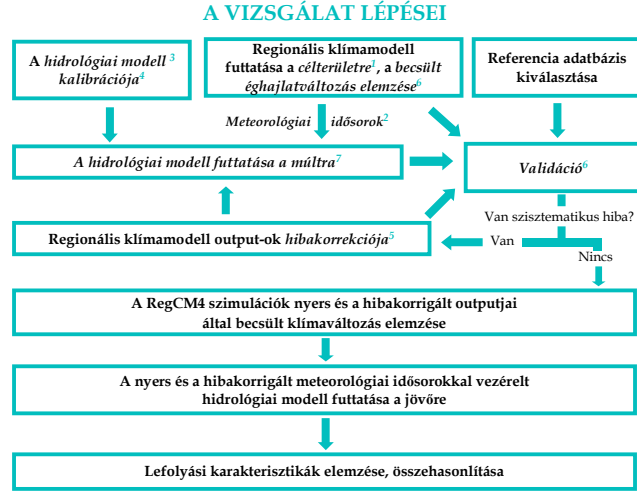 A VIZSGÁLAT LÉPÉSEI
A hidrológiai modell ³
kalibrációja⁴
Regionális klímamodell
futtatása a célterületre¹, a becsült
éghajlatváltozás elemzése⁶
Referencia adatbázis
kiválasztása
Meteorológiai idősorok²
A hidrológiai modell futtatása a múltra⁷
Validáció⁶
Van szisztematikus hiba?
Regionális klímamodell output-ok hibakorrekciója⁵
Van
Nincs
A RegCM4 szimulációk nyers és a hibakorrigált outputjai
által becsült klímaváltozás elemzése
A nyers és a hibakorrigált meteorológiai idősorokkal vezérelt
hidrológiai modell futtatása a jövőre
Lefolyási karakterisztikák elemzése, összehasonlítása